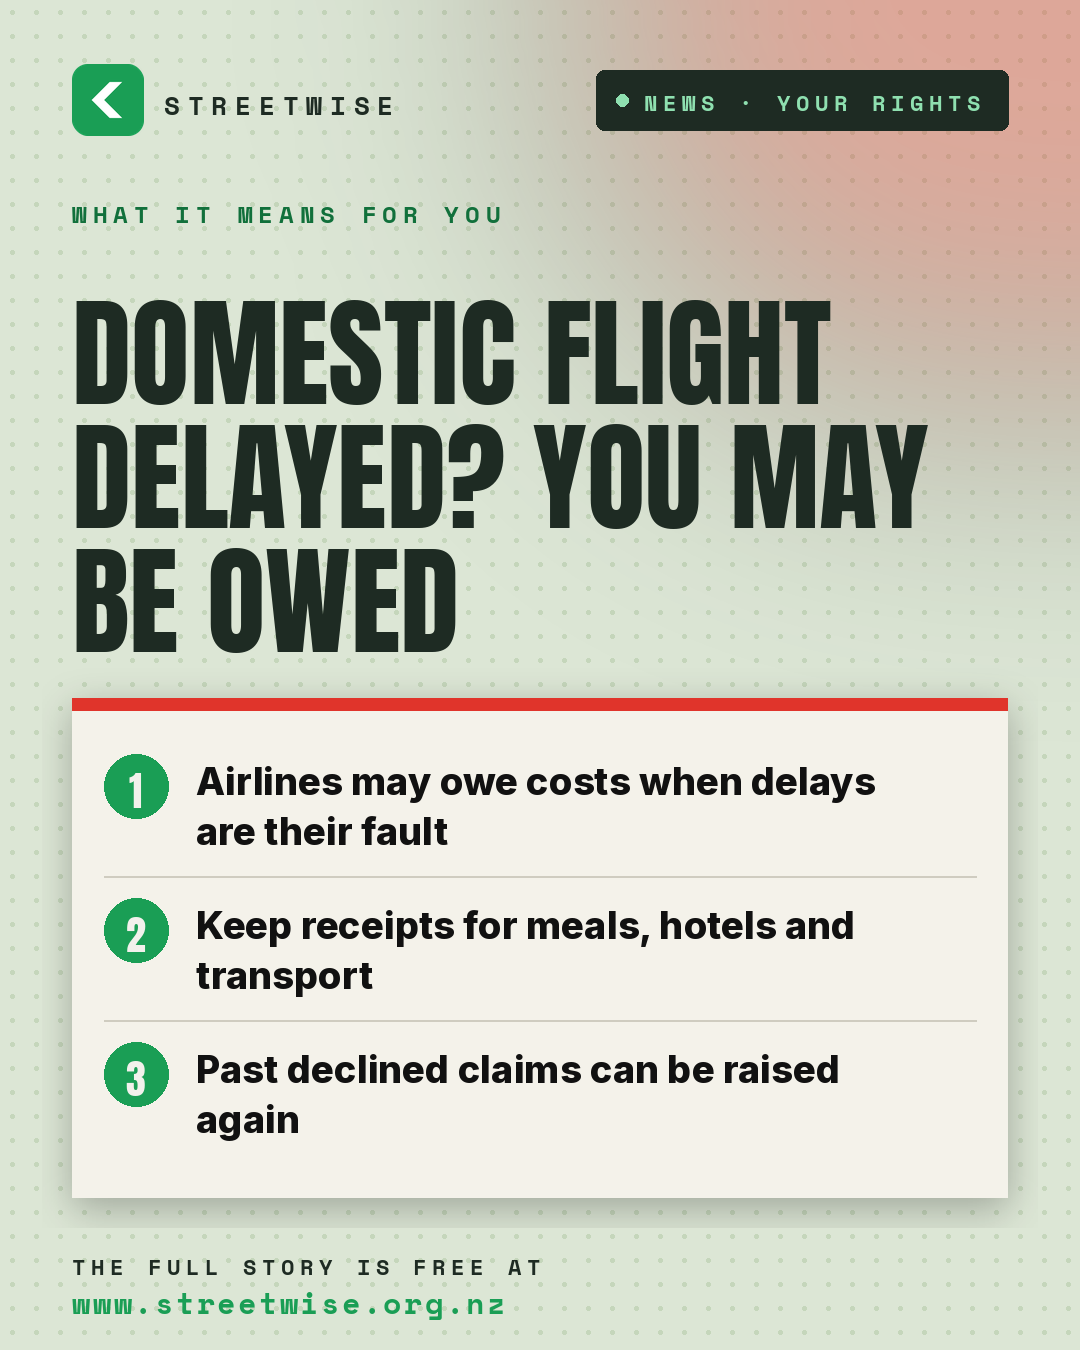 STREETWISE
NEWS · YOUR RIGHTS
WHAT IT MEANS FOR YOU
DOMESTIC FLIGHT
DELAYED? YOU MAY
BE OWED
1 Airlines may owe costs when delays
are their fault
2 Keep receipts for meals, hotels and
transport
3 Past declined claims can be raised
again
THE FULL STORY IS FREE AT
www.streetwise.org.nz